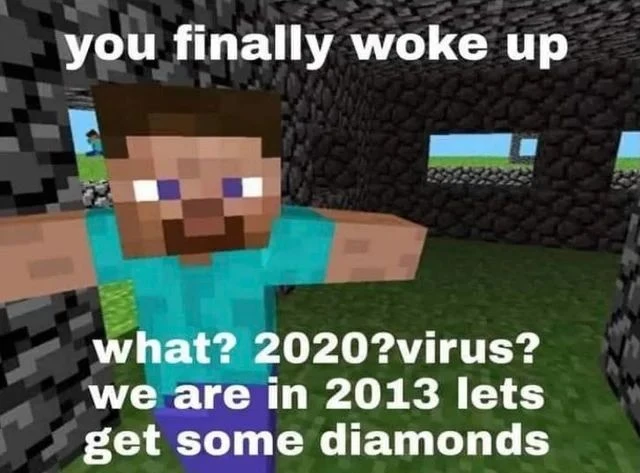 you finally woke up
what? 2020?virus?
we are in 2013 lets
get some diamonds